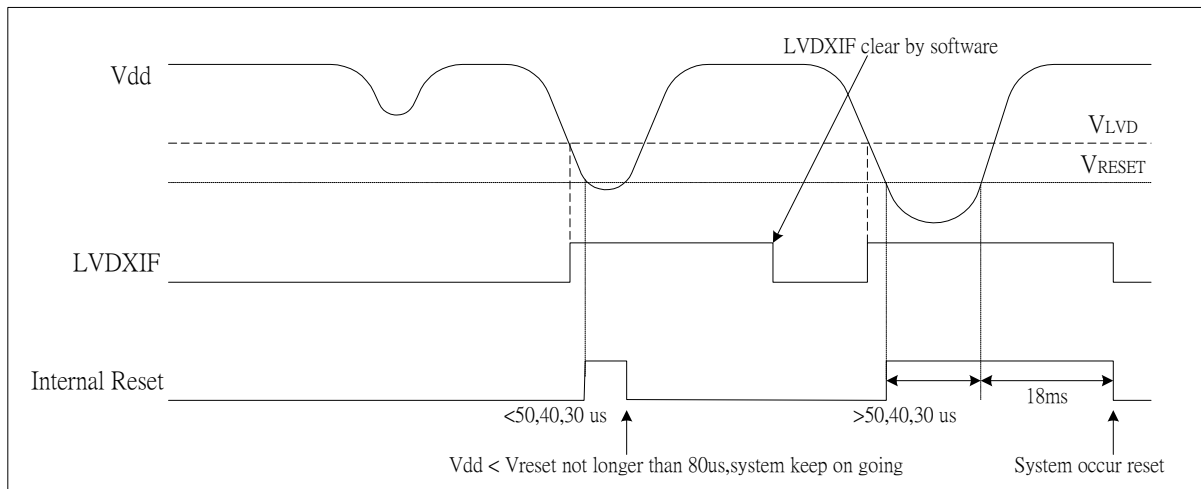 LVDXIF clear by software
Vdd
VLVD
VRESET
LVDXIF
Internal Reset
18ms
<50,40,30 us
>50,40,30 us
Vdd < Vreset not longer than 80us,system keep on going
System occur reset